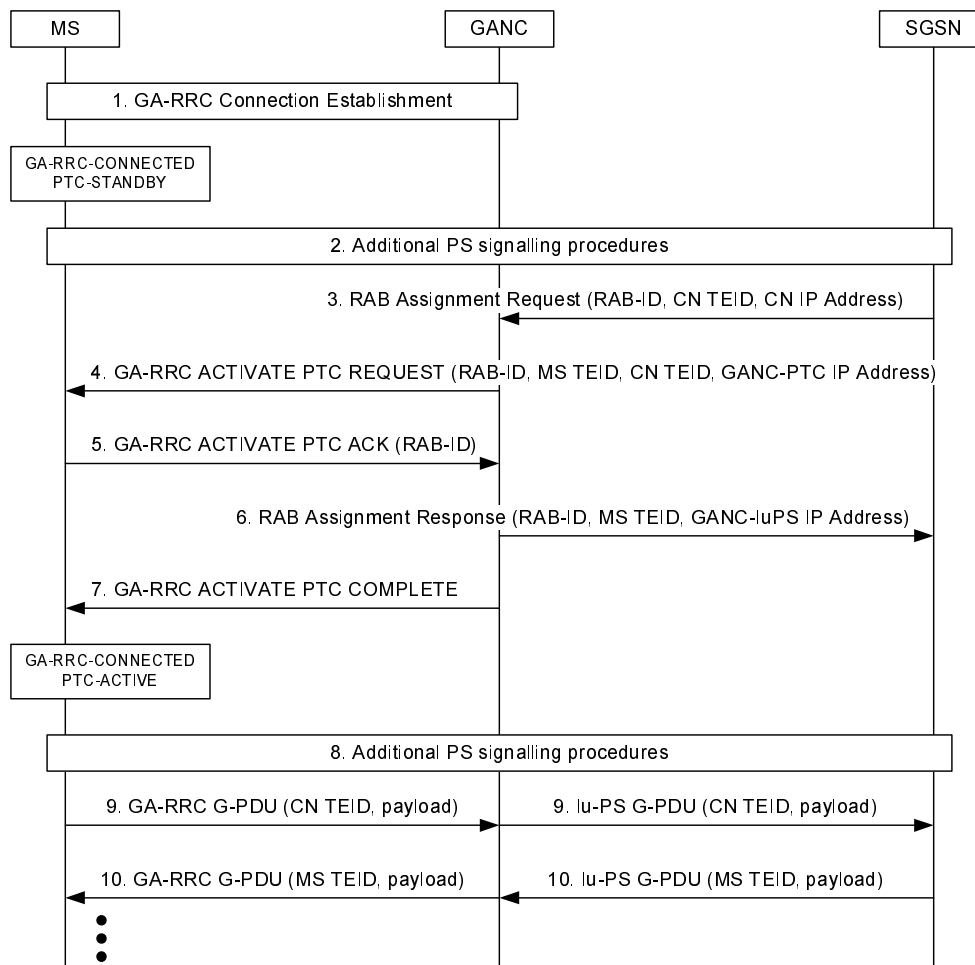 MS
GANC
SGSN
1. GA-RRC Connection Establishment
GA-RRC-CONNECTED
PTC-STANDBY
2. Additional PS signalling procedures
3. RAB Assignment Request (RAB-ID, CN TEID, CN IP Address)
4. GA-RRC ACTIVATE PTC REQUEST (RAB-ID, MS TEID, CN TEID, GANC-PTC IP Address)
5. GA-RRC ACTIVATE PTC ACK (RAB-ID)
6. RAB Assignment Response (RAB-ID, MS TEID, GANC-IuPS IP Address)
7. GA-RRC ACTIVATE PTC COMPLETE
GA-RRC-CONNECTED
PTC-ACTIVE
8. Additional PS signalling procedures
9. GA-RRC G-PDU (CN TEID, payload)
9. Iu-PS G-PDU (CN TEID, payload)
10. GA-RRC G-PDU (MS TEID, payload)
10. Iu-PS G-PDU (MS TEID, payload)